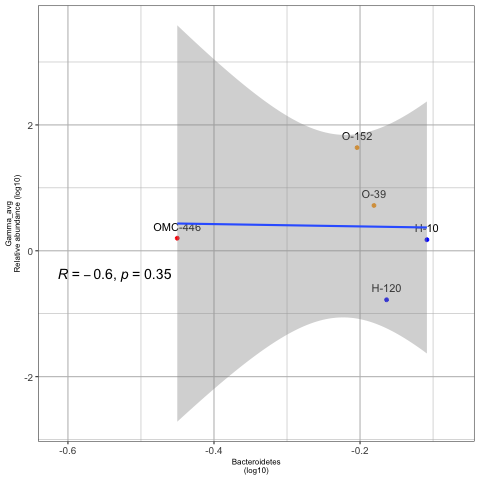 2
0
-2
Gamma_avg
Relative abundance (log10)
O-152
O-39
OMC-446
H-10
R = −0.6, p = 0.35
H-120
-0.6
-0.4
-0.2
Bacteroidetes
(log10)